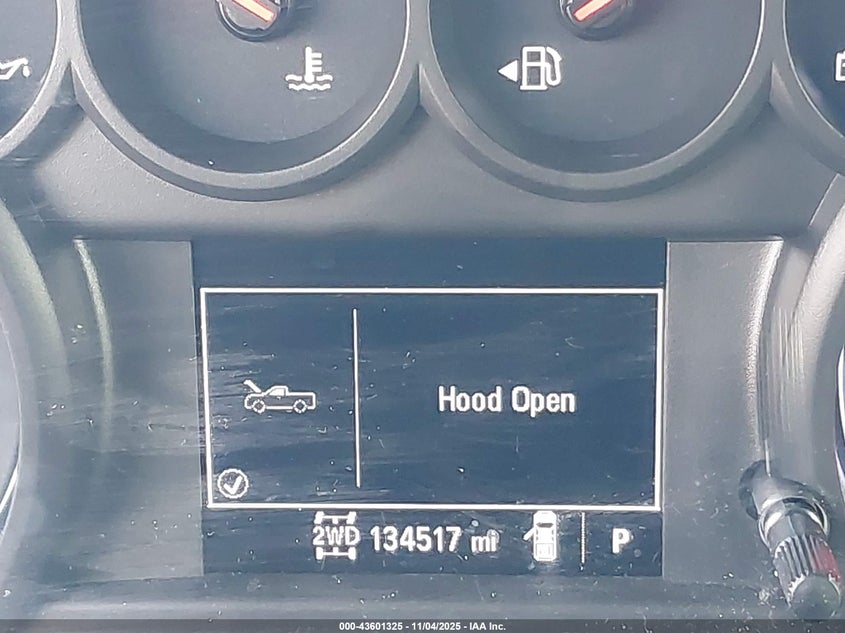 Hood Open
2WD 134517 mi P
000-43601325 - 11/04/2025 - IAA Inc.